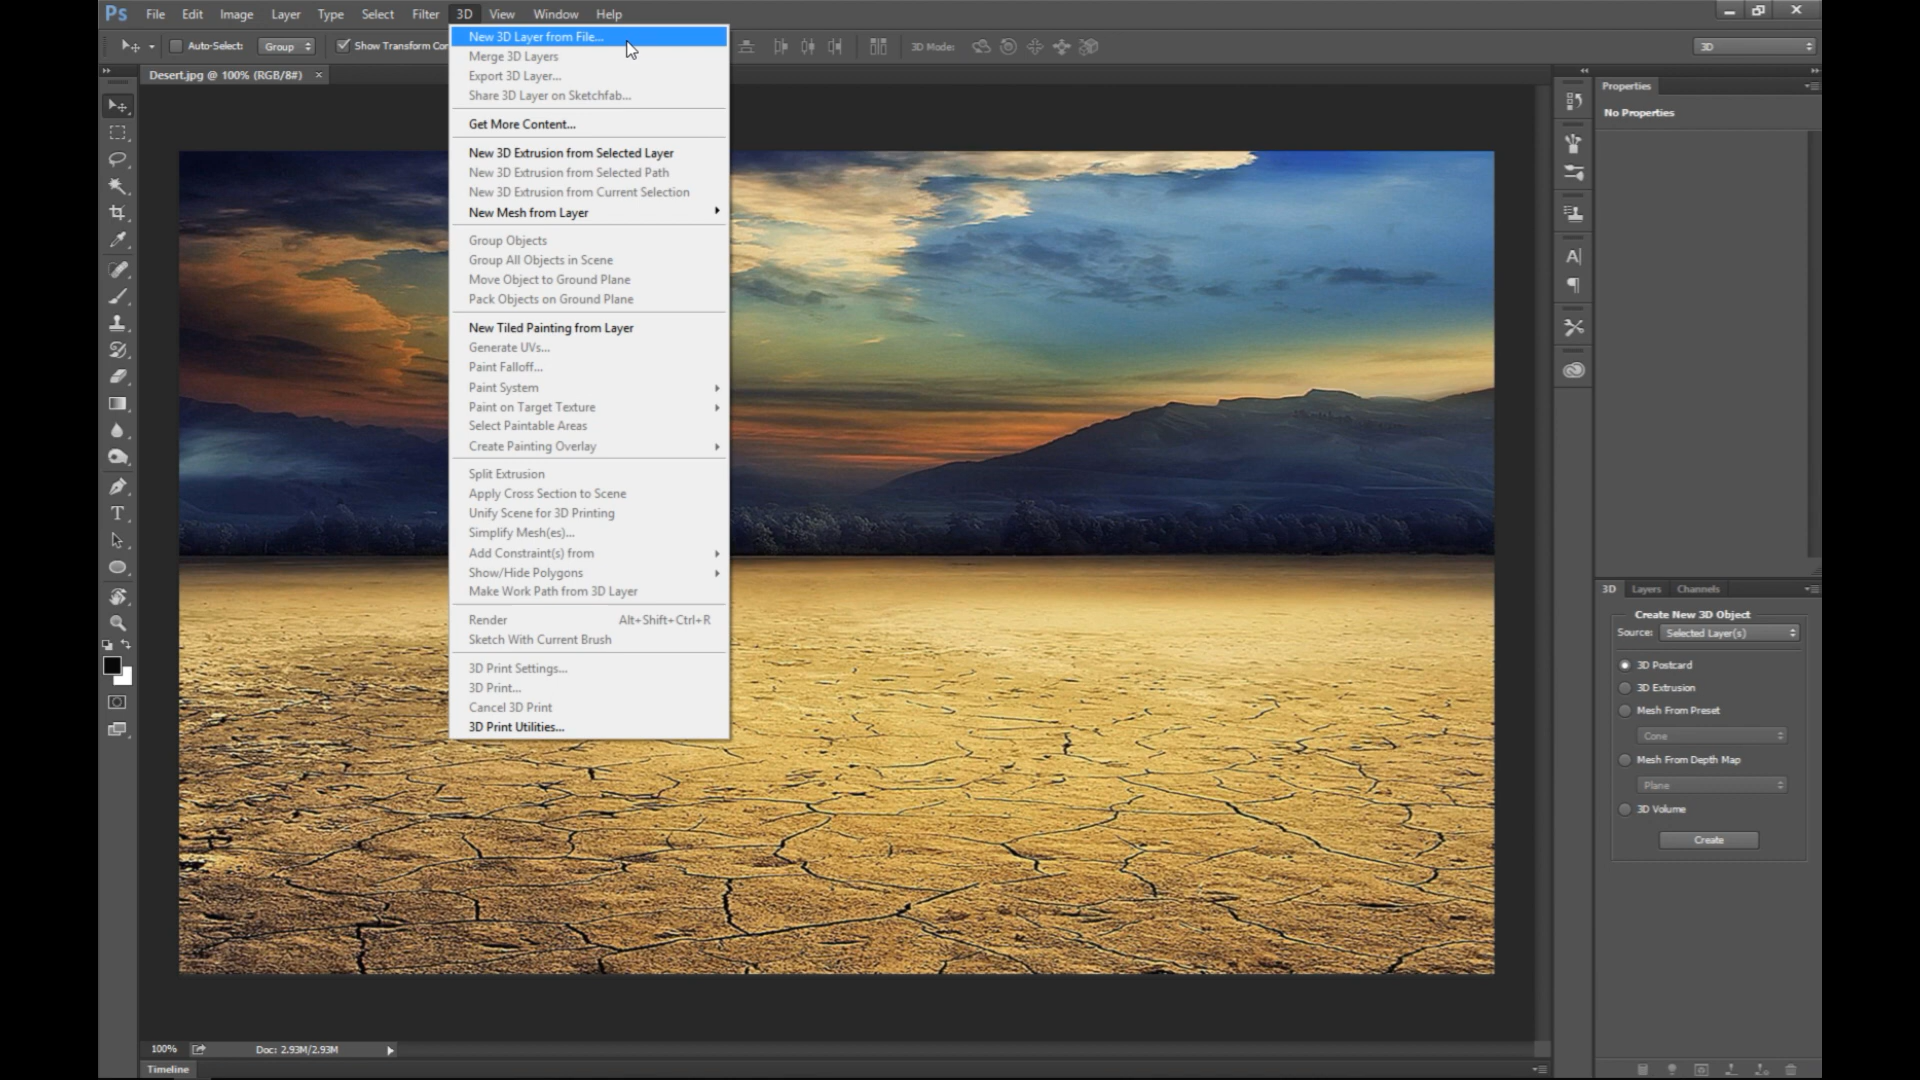 Ps File Edit Image Layer Type Select Filter 3D View Window Help
Auto-Select: Group Show Transform Con 3D Mode: 3D
Desert.jpg @ 100% (RGB/8#) ×
New 3D Layer from File...
Merge 3D Layers
Export 3D Layer...
Share 3D Layer on Sketchfab...
Get More Content...
New 3D Extrusion from Selected Layer
New 3D Extrusion from Selected Path
New 3D Extrusion from Current Selection
New Mesh from Layer
Group Objects
Group All Objects in Scene
Move Object to Ground Plane
Pack Objects on Ground Plane
New Tiled Painting from Layer
Generate UVs...
Paint Falloff...
Paint System
Paint on Target Texture
Select Paintable Areas
Create Painting Overlay
Split Extrusion
Apply Cross Section to Scene
Unify Scene for 3D Printing
Simplify Mesh(es)...
Add Constraint(s) from
Show/Hide Polygons
Make Work Path from 3D Layer
Render Alt+Shift+Ctrl+R
Sketch With Current Brush
3D Print Settings...
3D Print...
Cancel 3D Print
3D Print Utilities...
Properties
No Properties
3D Layers Channels
Create New 3D Object
Source: Selected Layer(s)
3D Postcard
3D Extrusion
Mesh From Preset
Cone
Mesh From Depth Map
Plane
3D Volume
Create
100% Doc: 2.93M/2.93M
Timeline